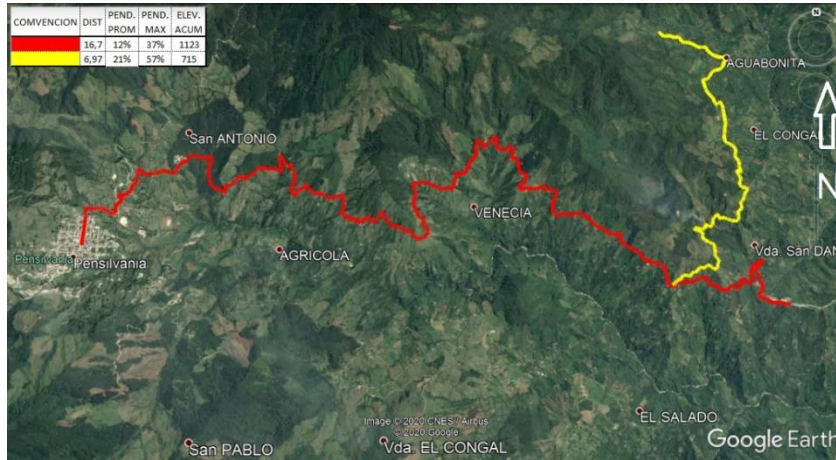 COMVENCION DIST PEND. PROM PEND. MAX ELEV. ACUM
16,7 12% 37% 1123
6,97 21% 57% 715
N
AGUABONITA
San ANTONIO
EL CONGAL
N
VENECIA
Vda. San DAN
Pensilvania
Pensilvania
AGRICOLA
EL SALADO
Image © 2020 CNES / Airbus
© 2020 Google
San PABLO
Vda. EL CONGAL
Google Earth